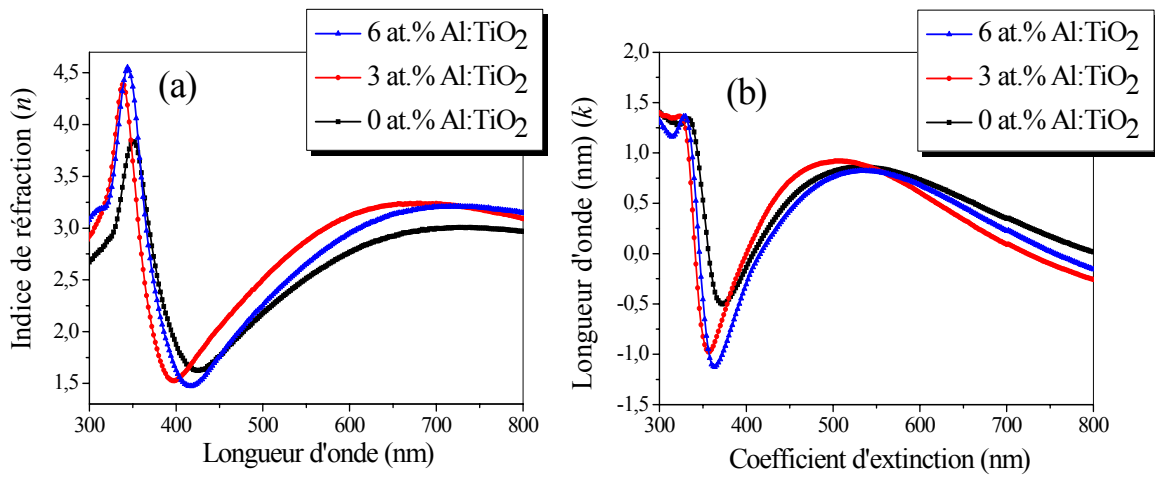 6 at.% Al:TiO2
3 at.% Al:TiO2
0 at.% Al:TiO2
(a)
Indice de réfraction (n)
4,5
4,0
3,5
3,0
2,5
2,0
1,5
300 400 500 600 700 800
Longueur d'onde (nm)
6 at.% Al:TiO2
3 at.% Al:TiO2
0 at.% Al:TiO2
(b)
Longueur d'onde (nm) (k)
2,0
1,5
1,0
0,5
0,0
-0,5
-1,0
-1,5
300 400 500 600 700 800
Coefficient d'extinction (nm)